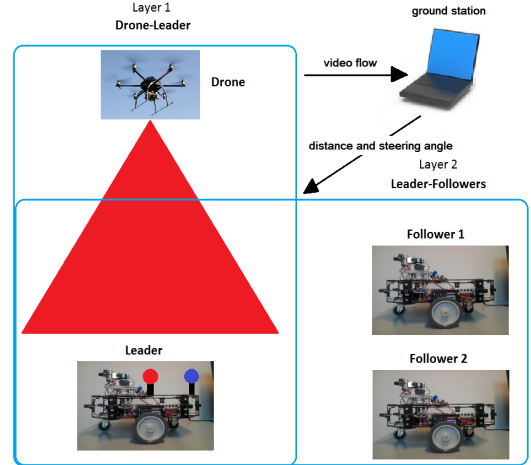 Layer 1
Drone-Leader
ground station
Drone
video flow
distance and steering angle
Layer 2
Leader-Followers
Follower 1
Leader
Follower 2